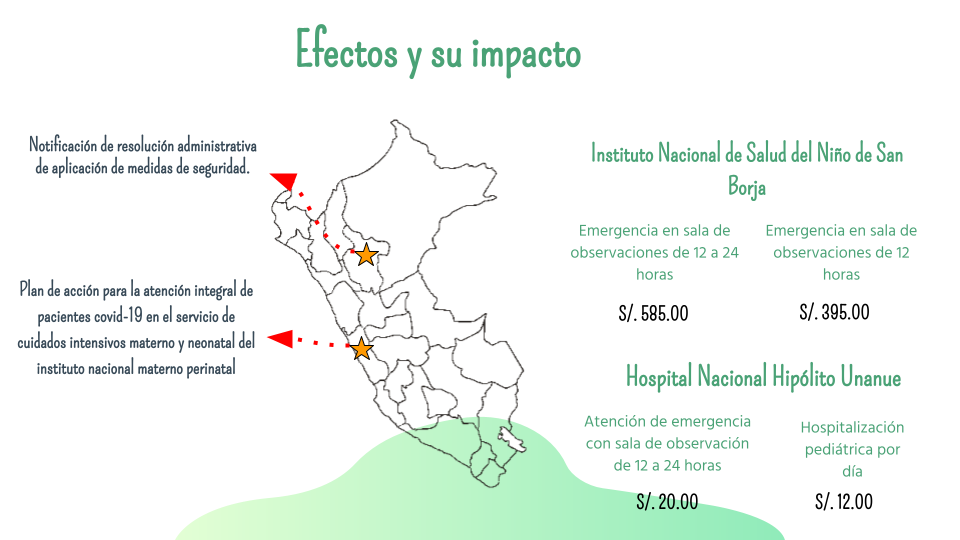 Efectos y su impacto
Notificación de resolución administrativa
de aplicación de medidas de seguridad.
Plan de acción para la atención integral de
pacientes covid-19 en el servicio de
cuidados intensivos materno y neonatal del
instituto nacional materno perinatal
Instituto Nacional de Salud del Niño de San
Borja
Emergencia en sala de
observaciones de 12 a 24
horas
S/. 585.00
Emergencia en sala de
observaciones de 12
horas
S/. 395.00
Hospital Nacional Hipólito Unanue
Atención de emergencia
con sala de observación
de 12 a 24 horas
S/. 20.00
Hospitalización
pediátrica por
día
S/. 12.00